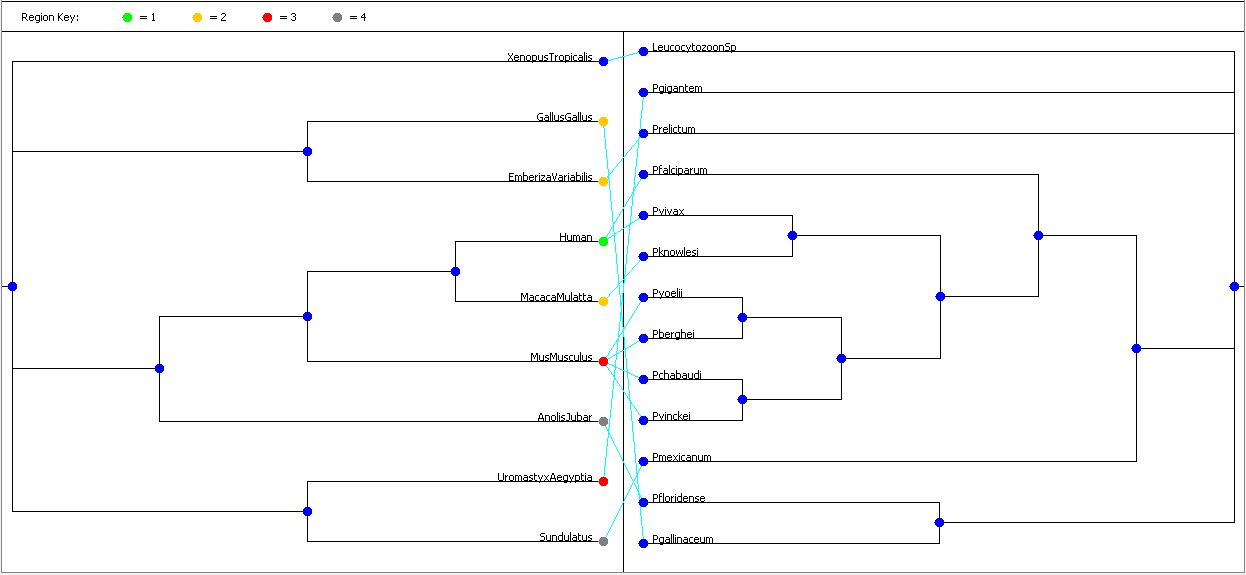 Region Key: = 1 = 2 = 3 = 4
XenopusTropicalis
GallusGallus
EmberizaVariabilis
Human
MacacaMulatta
MusMusculus
AnolisJubar
UromastyxAegyptia
Sundulatus
LeucocytozoonSp
Pgigantem
Prelictum
Pfalciparum
Pvivax
Pknowlesi
Pyoelii
Pberghei
Pchabaudi
Pvinckei
Pmexicanum
Pfloridense
Pgallinaceum